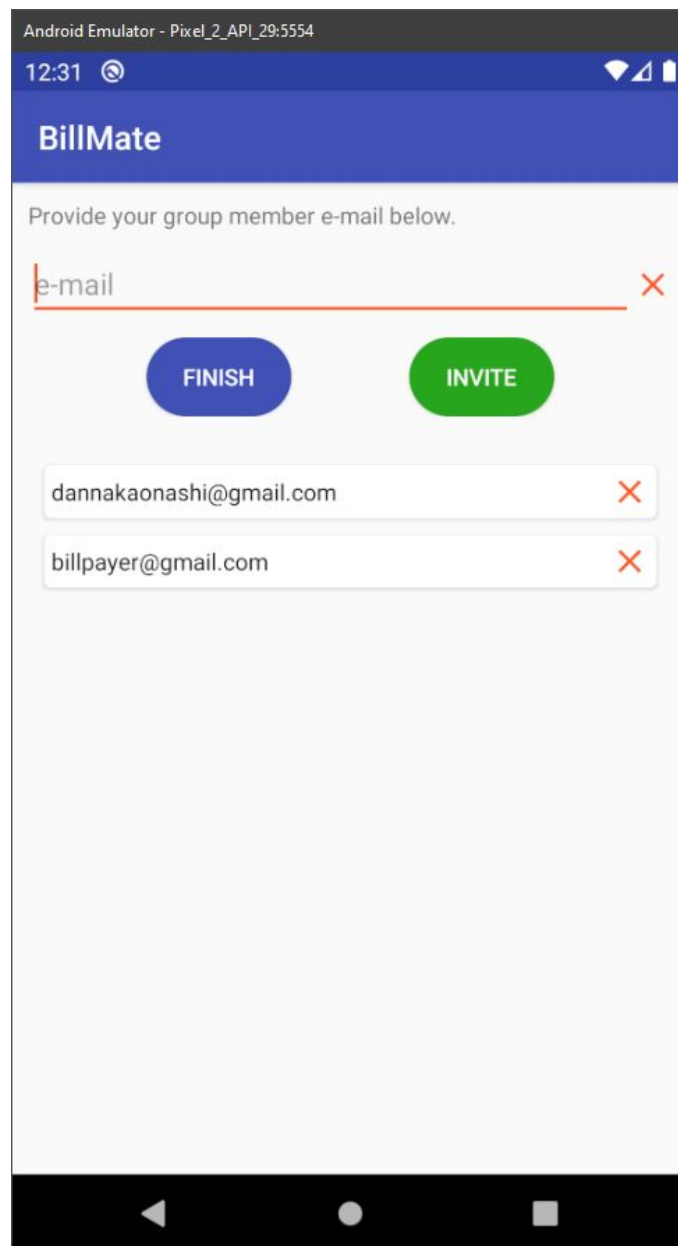 Android Emulator - Pixel_2_API_29:5554
12:31
BillMate
Provide your group member e-mail below.
e-mail
FINISH INVITE
dannakaonashi@gmail.com
billpayer@gmail.com